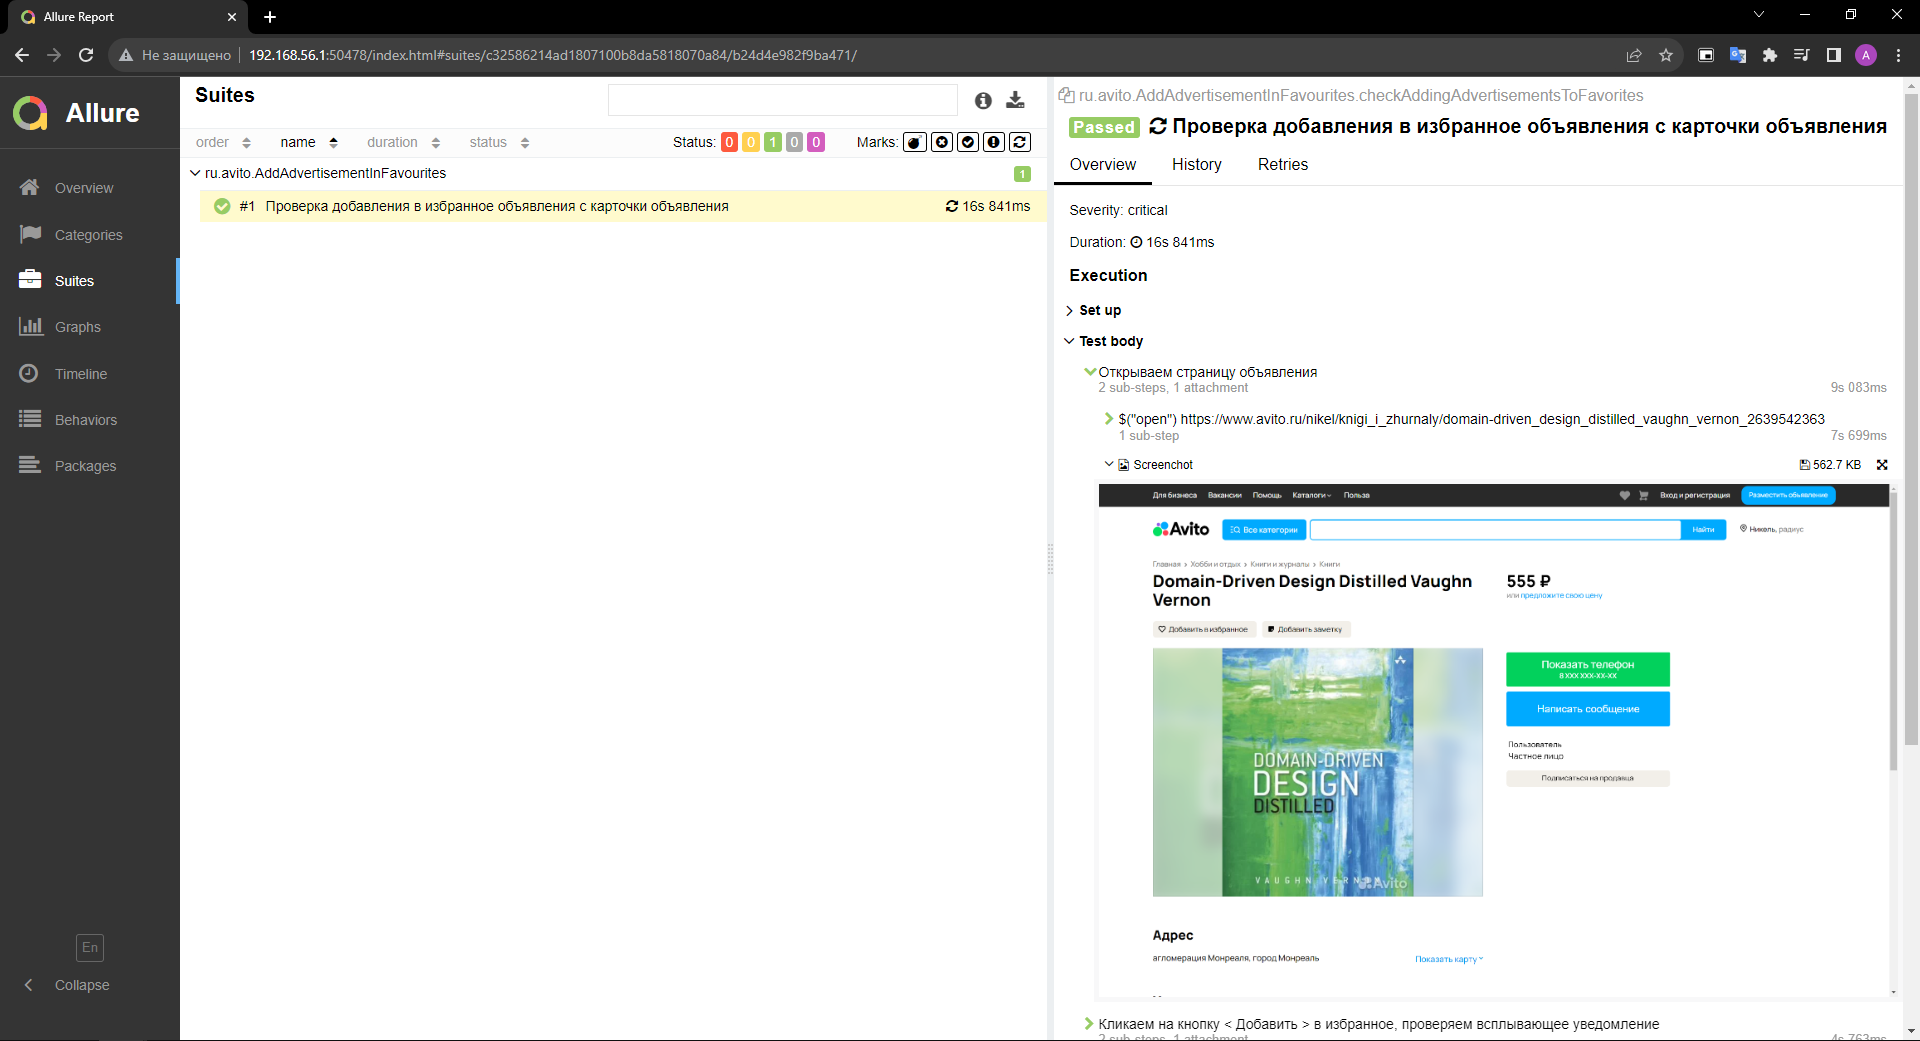 Allure Report
Не защищено
192.168.56.1:50478/index.html#suites/c32586214ad1807100b8da5818070a84/b24d4e982f9ba471/
A
Allure
Overview
Categories
Suites
Graphs
Timeline
Behaviors
Packages
En
Collapse
Suites
order name duration status Status: 0 0 1 0 0 Marks:
ru.avito.AddAdvertisementInFavourites 1
#1 Проверка добавления в избранное объявления с карточки объявления 16s 841ms
ru.avito.AddAdvertisementInFavourites.checkAddingAdvertisementsToFavorites
Passed Проверка добавления в избранное объявления с карточки объявления
Overview History Retries
Severity: critical
Duration: 16s 841ms
Execution
Set up
Test body
Открываем страницу объявления
2 sub-steps, 1 attachment 9s 083ms
$("open") https://www.avito.ru/nikel/knigi_i_zhurnaly/domain-driven_design_distilled_vaughn_vernon_2639542363
1 sub-step 7s 699ms
Screenchot 562.7 KB
Для бизнеса Вакансии Помощь Каталоги Польза Вход и регистрация Разместить объявление
Avito Все категории Найти Никель, радиус
Главная > Хобби и отдых > Книги и журналы > Книги
Domain-Driven Design Distilled Vaughn
Vernon
555 ₽
или предложите свою цену
Добавить в избранное Добавить заметку
Показать телефон
8 XXX XXX-XX-XX
Написать сообщение
Пользователь
Частное лицо
Подписаться на продавца
DOMAIN-DRIVEN
DESIGN
DISTILLED
VAUGHN VERNON
Avito
Адрес
агломерация Монреаля, город Монреаль Показать карту
Кликаем на кнопку < Добавить > в избранное, проверяем всплывающее уведомление
2 sub-steps, 1 attachment 4s 763ms